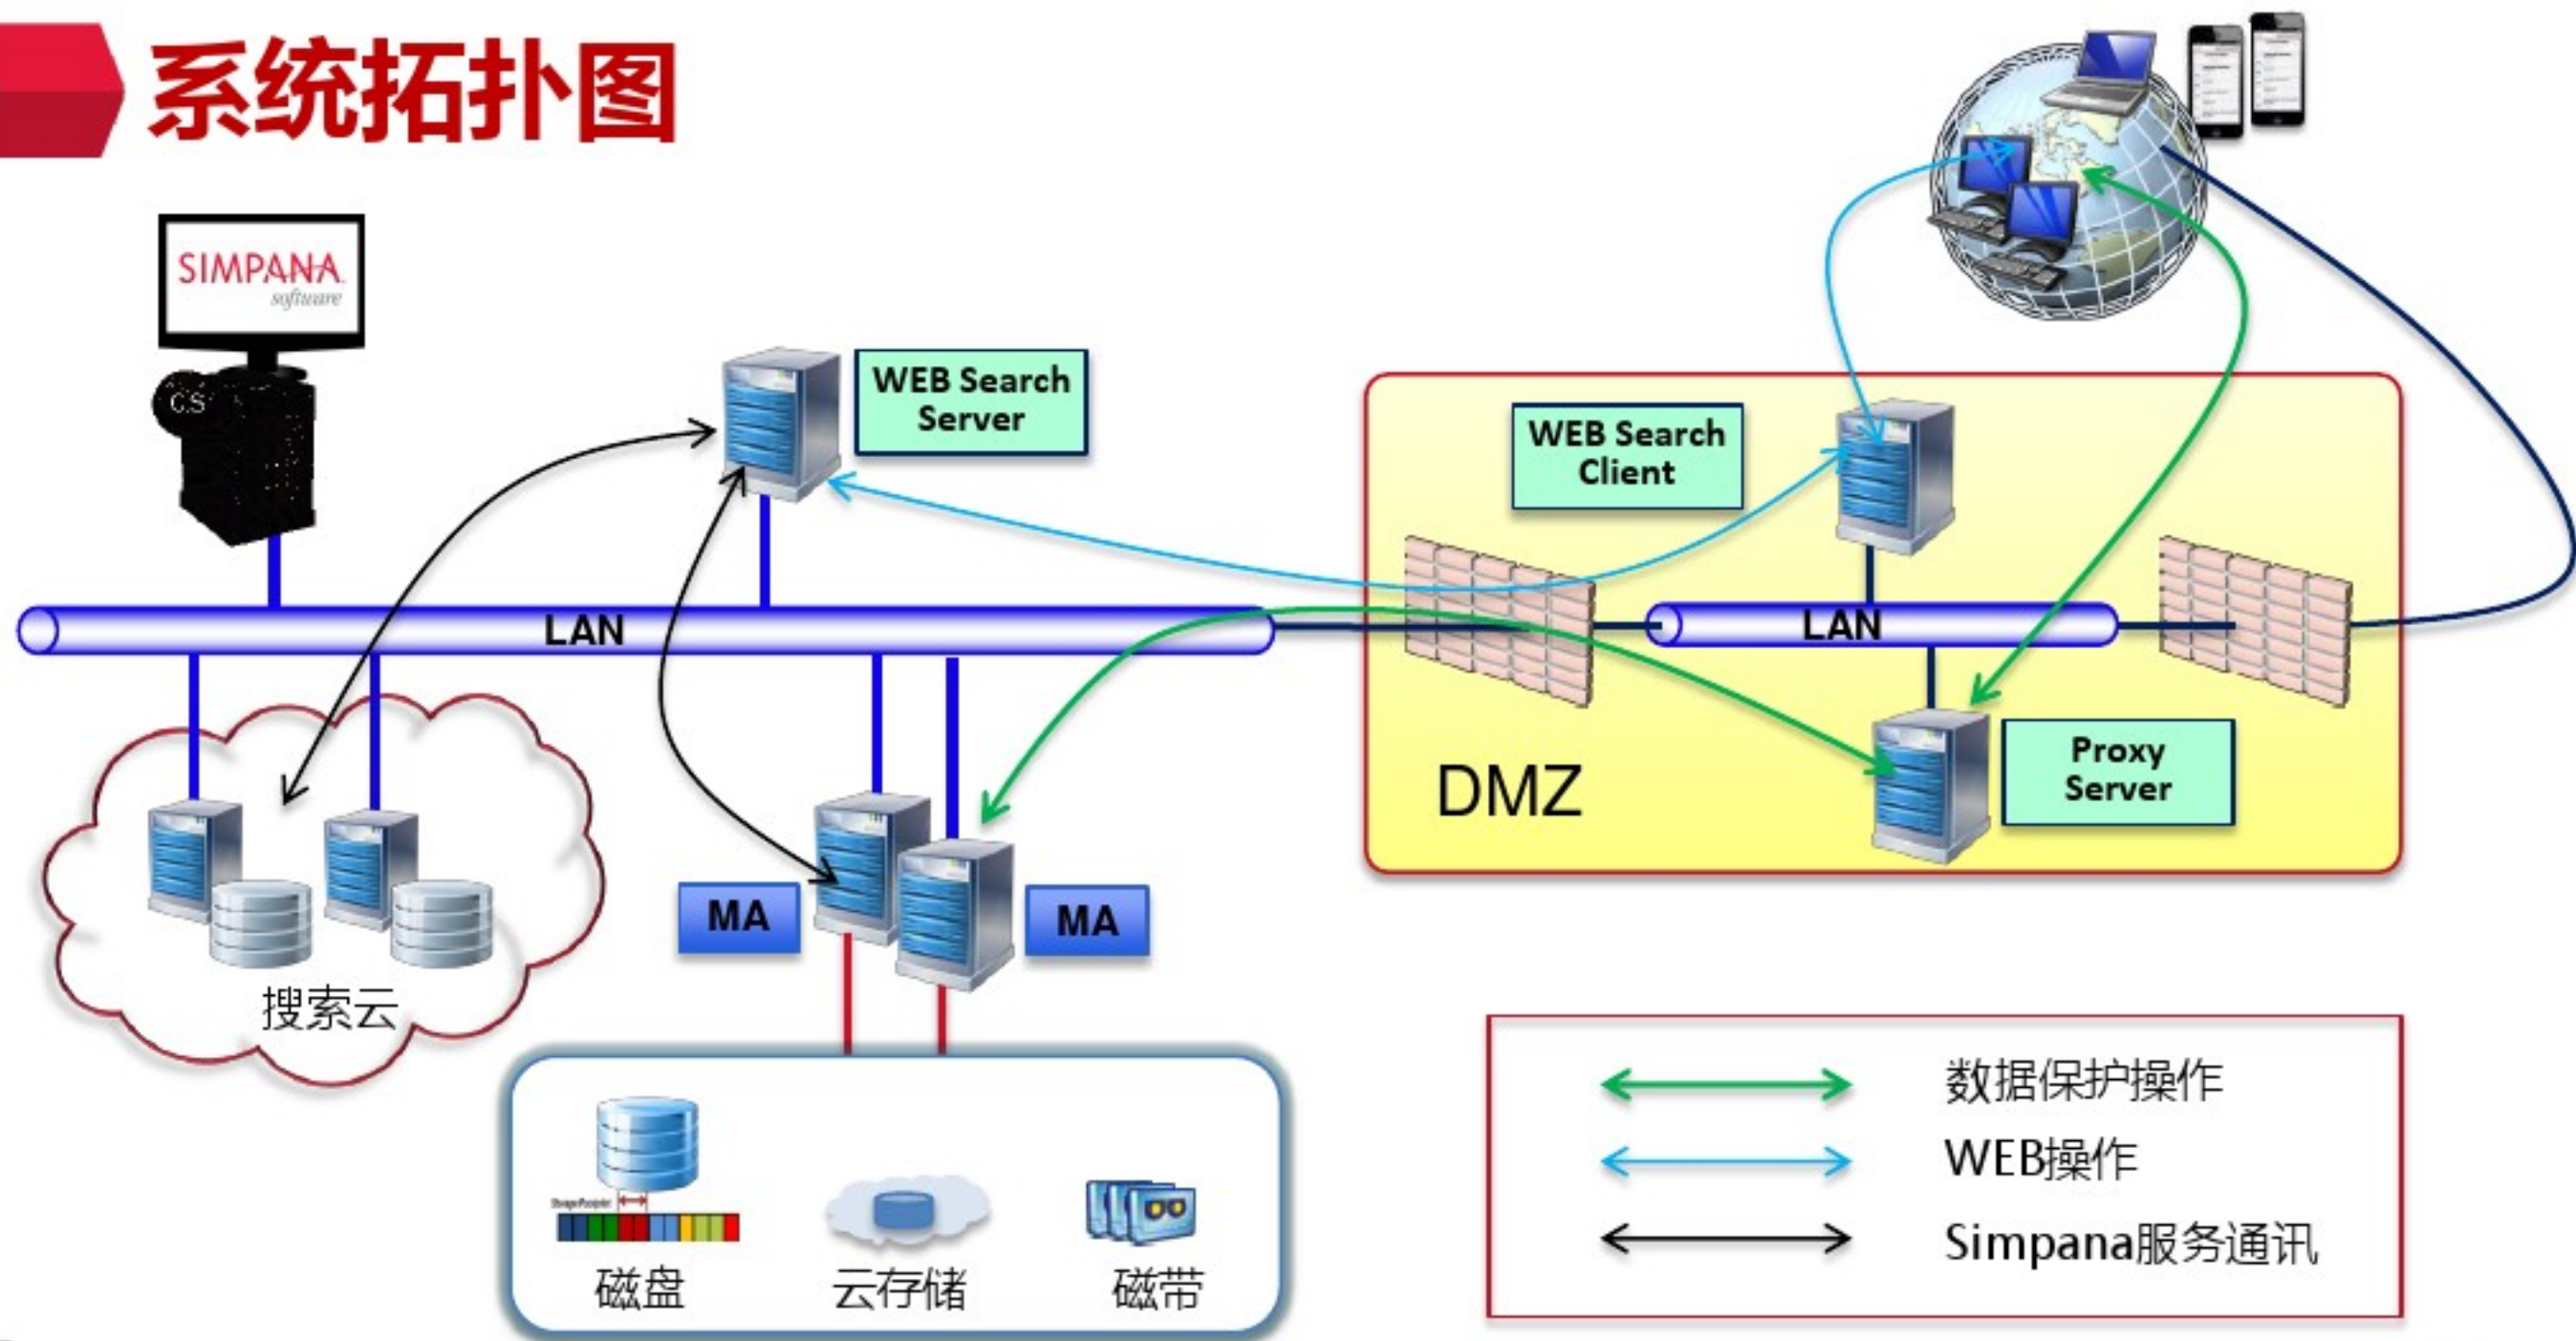 系统拓扑图
SIMPANA
software
CS
WEB Search
Server
WEB Search
Client
LAN
LAN
DMZ
Proxy
Server
MA
MA
搜索云
磁盘
云存储
磁带
数据保护操作
WEB操作
Simpana服务通讯